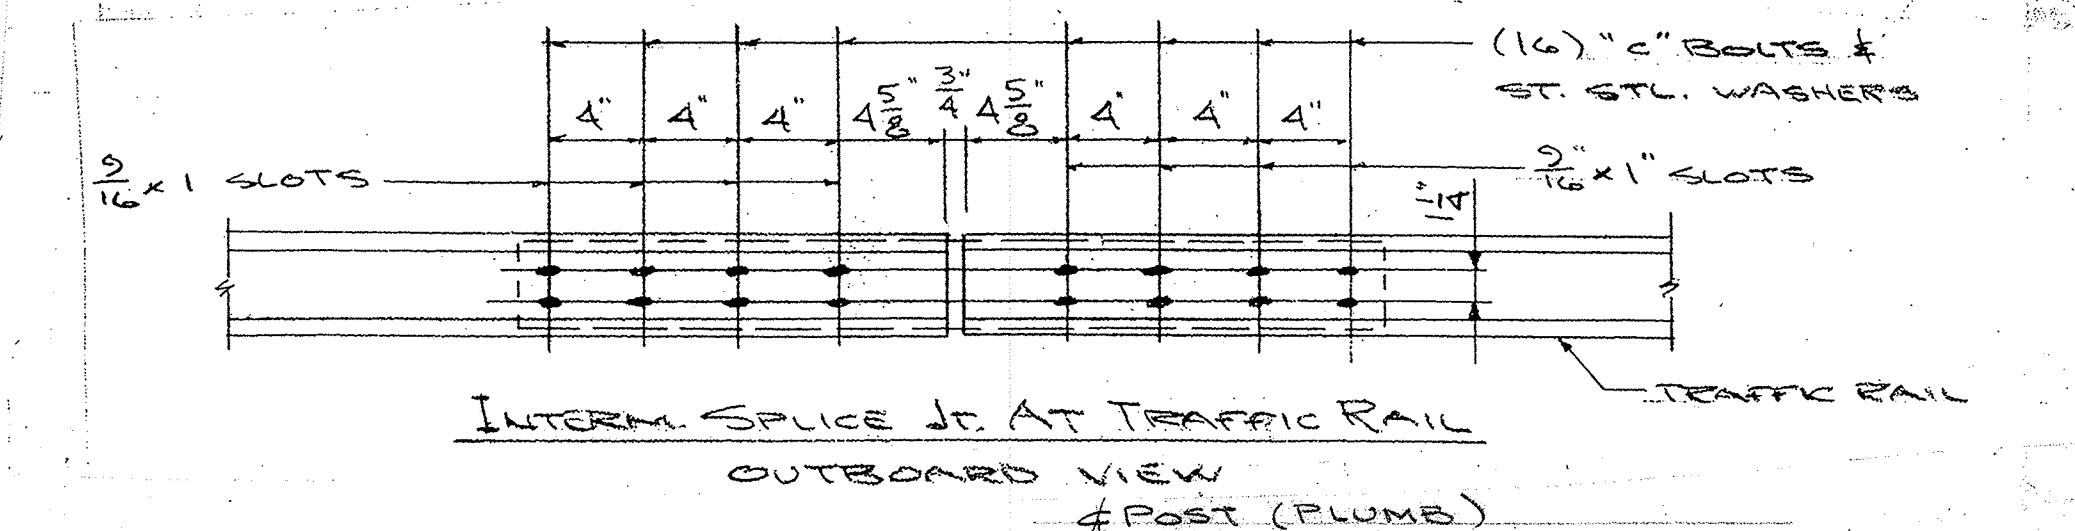 (16) "C" BOLTS &
ST. STL. WASHERS
4" 4" 4" 4 5/8" 3/4" 4 5/8" 4" 4" 4"
9/16 x 1 SLOTS
9/16" x 1" SLOTS
TRAFFIC RAIL
INTERM. SPLICE JT. AT TRAFFIC RAIL
OUTBOARD VIEW
℄ POST (PLUMB)